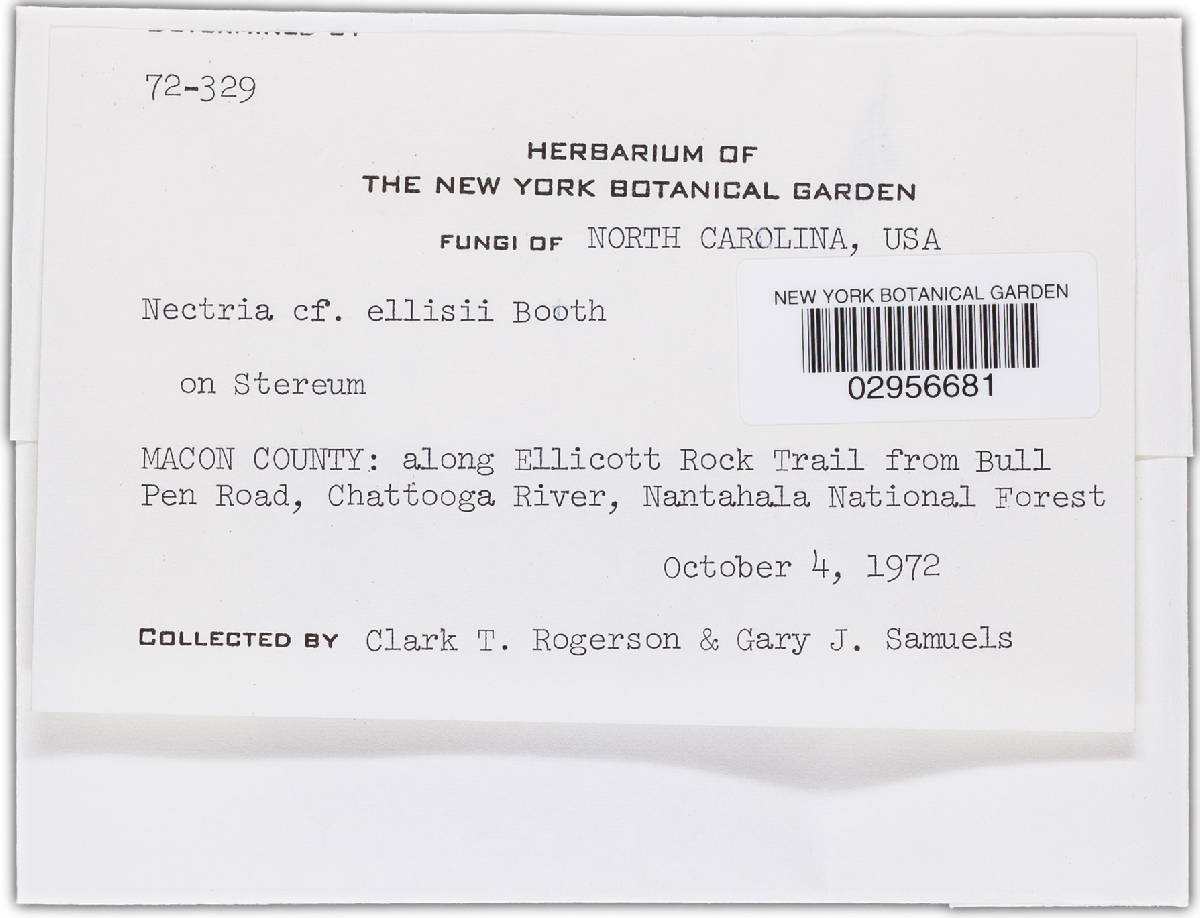 72-329
HERBARIUM OF
THE NEW YORK BOTANICAL GARDEN
FUNGI OF NORTH CAROLINA, USA
NEW YORK BOTANICAL GARDEN
02956681
Nectria cf. ellisii Booth
on Stereum
MACON COUNTY: along Ellicott Rock Trail from Bull
Pen Road, Chattooga River, Nantahala National Forest
October 4, 1972
COLLECTED BY Clark T. Rogerson & Gary J. Samuels